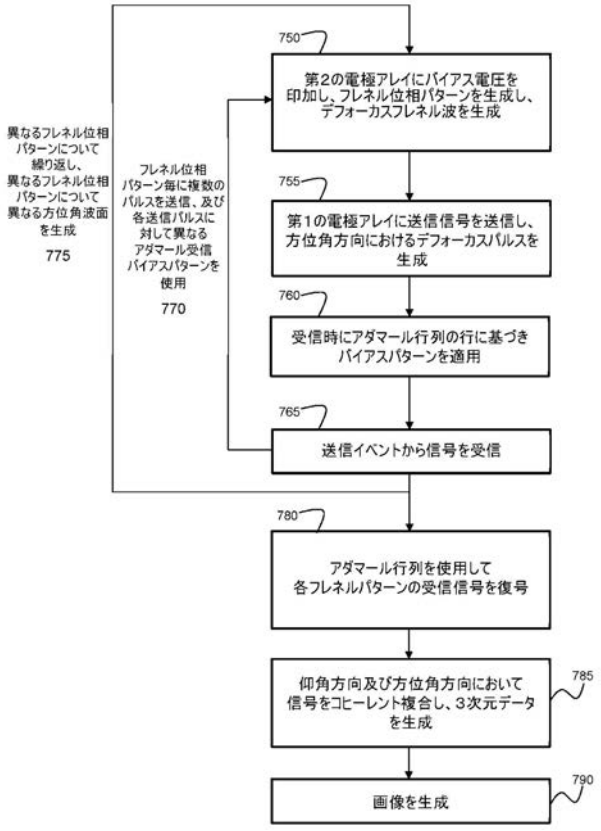 750
第2の電極アレイにバイアス電圧を
印加し、フレネル位相パターンを生成し、
デフォーカスフレネル波を生成
異なるフレネル位相
パターンについて
繰り返し、
異なるフレネル位相
パターンについて
異なる方位角波面
を生成
775
フレネル位相
パターン毎に複数の
パルスを送信、及び
各送信パルスに
対して異なる
アダマール受信
バイアスパターンを
使用
770
755
第1の電極アレイに送信信号を送信し、
方位角方向におけるデフォーカスパルスを
生成
760
受信時にアダマール行列の行に基づき
バイアスパターンを適用
765
送信イベントから信号を受信
780
アダマール行列を使用して
各フレネルパターンの受信信号を復号
785
仰角方向及び方位角方向において
信号をコヒーレント複合し、3次元データ
を生成
790
画像を生成